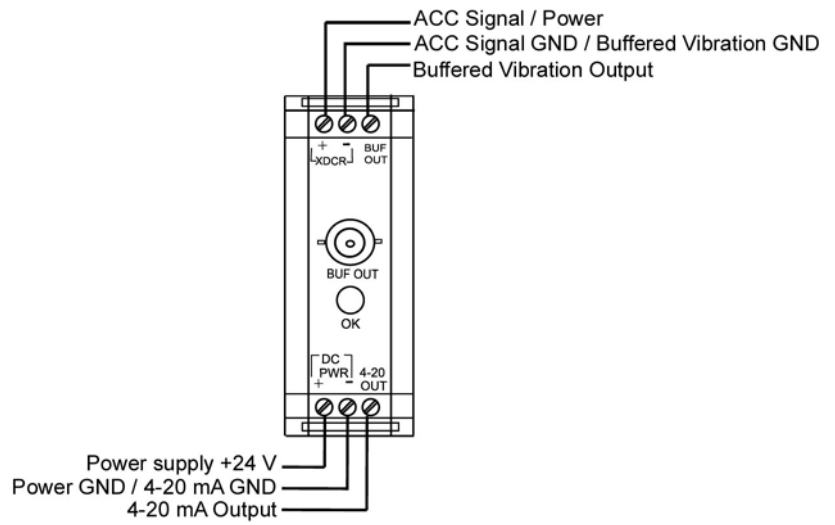 ACC Signal / Power
ACC Signal GND / Buffered Vibration GND
Buffered Vibration Output
+ - BUF
XDCR OUT
BUF OUT
OK
DC
PWR 4-20
+ - OUT
Power supply +24 V
Power GND / 4-20 mA GND
4-20 mA Output